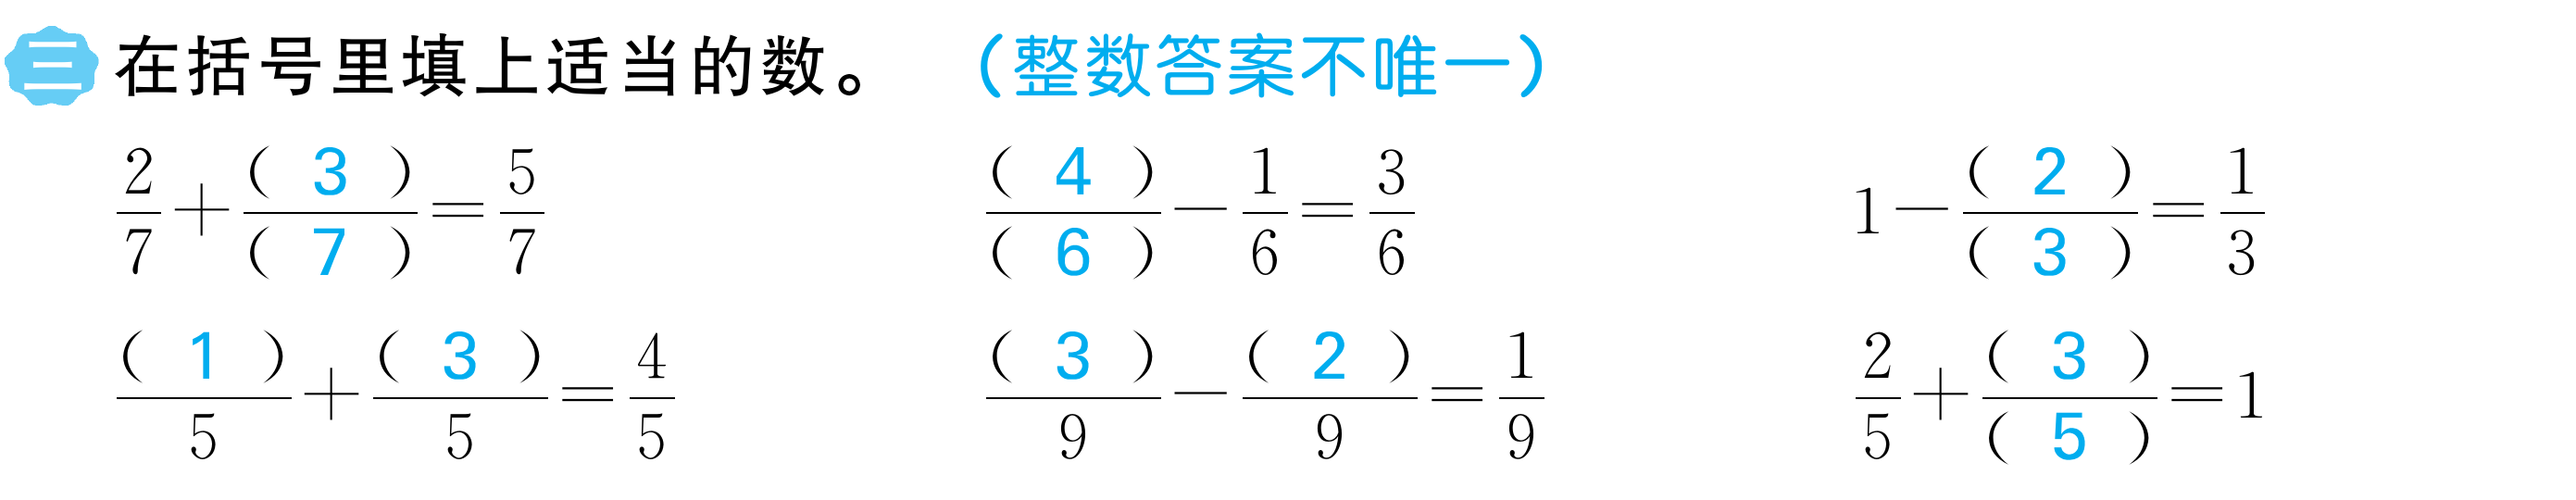 三 在括号里填上适当的数。 (整数答案不唯一)
2/7 + ( 3 )/( 7 ) = 5/7 ( 4 )/( 6 ) − 1/6 = 3/6 1 − ( 2 )/( 3 ) = 1/3
( 1 )/5 + ( 3 )/5 = 4/5 ( 3 )/9 − ( 2 )/9 = 1/9 2/5 + ( 3 )/( 5 ) = 1